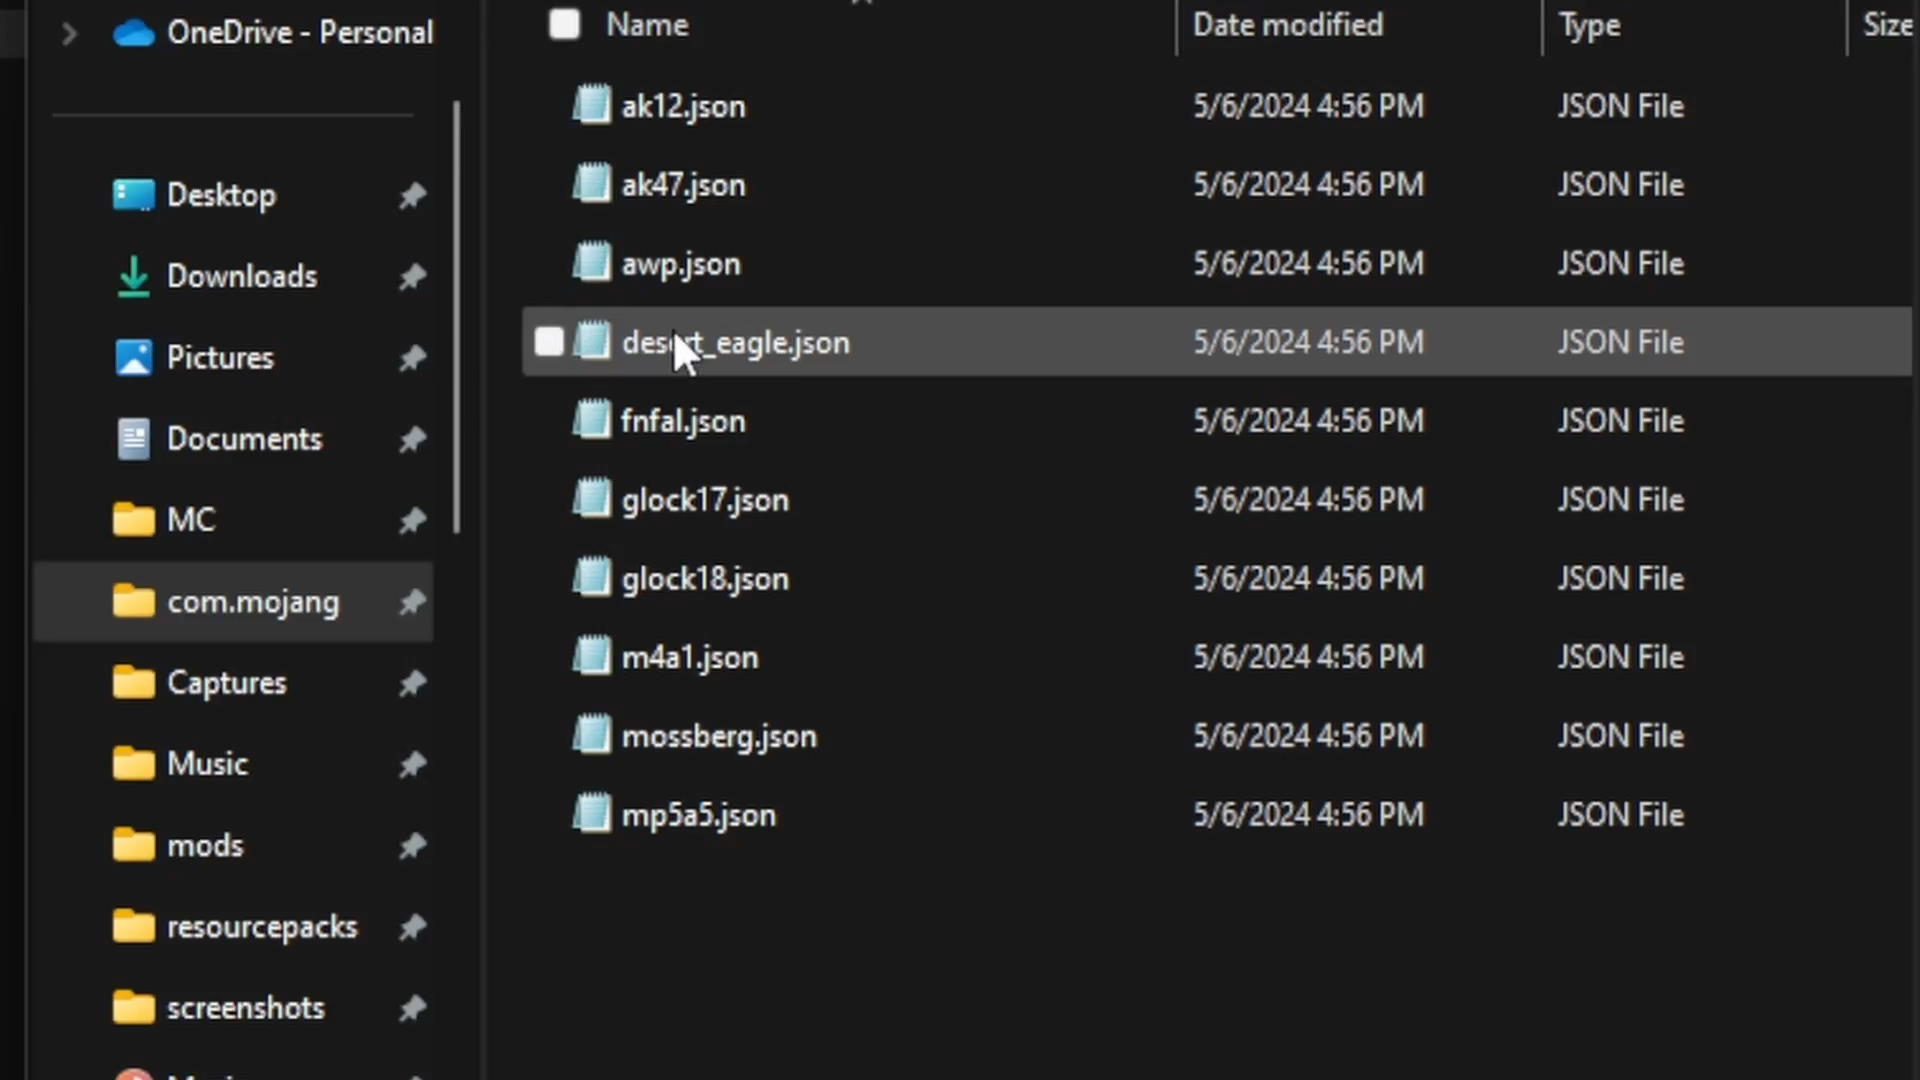 OneDrive - Personal
Desktop
Downloads
Pictures
Documents
MC
com.mojang
Captures
Music
mods
resourcepacks
screenshots
Name Date modified Type Size
ak12.json 5/6/2024 4:56 PM JSON File
ak47.json 5/6/2024 4:56 PM JSON File
awp.json 5/6/2024 4:56 PM JSON File
desert_eagle.json 5/6/2024 4:56 PM JSON File
fnfal.json 5/6/2024 4:56 PM JSON File
glock17.json 5/6/2024 4:56 PM JSON File
glock18.json 5/6/2024 4:56 PM JSON File
m4a1.json 5/6/2024 4:56 PM JSON File
mossberg.json 5/6/2024 4:56 PM JSON File
mp5a5.json 5/6/2024 4:56 PM JSON File